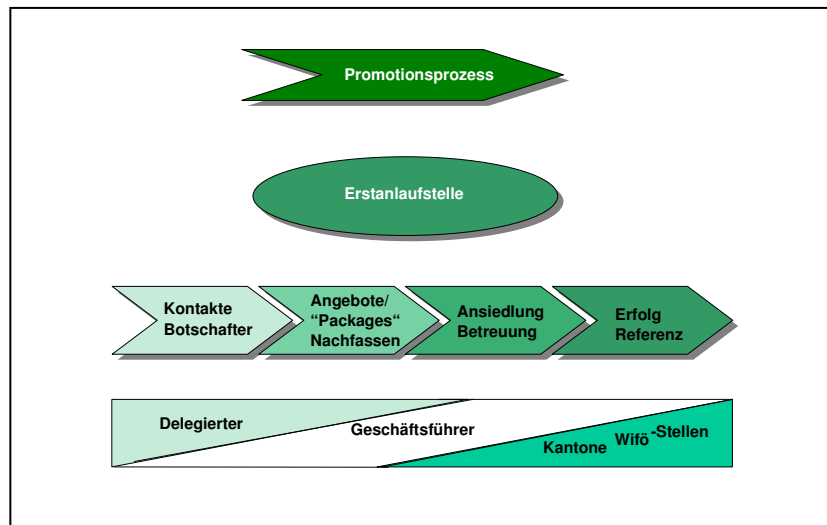 Promotionsprozess
Erstanlaufstelle
Kontakte
Botschafter
Angebote/
“Packages“
Nachfassen
Ansiedlung
Betreuung
Erfolg
Referenz
Delegierter
Geschäftsführer
Kantone Wifö-Stellen